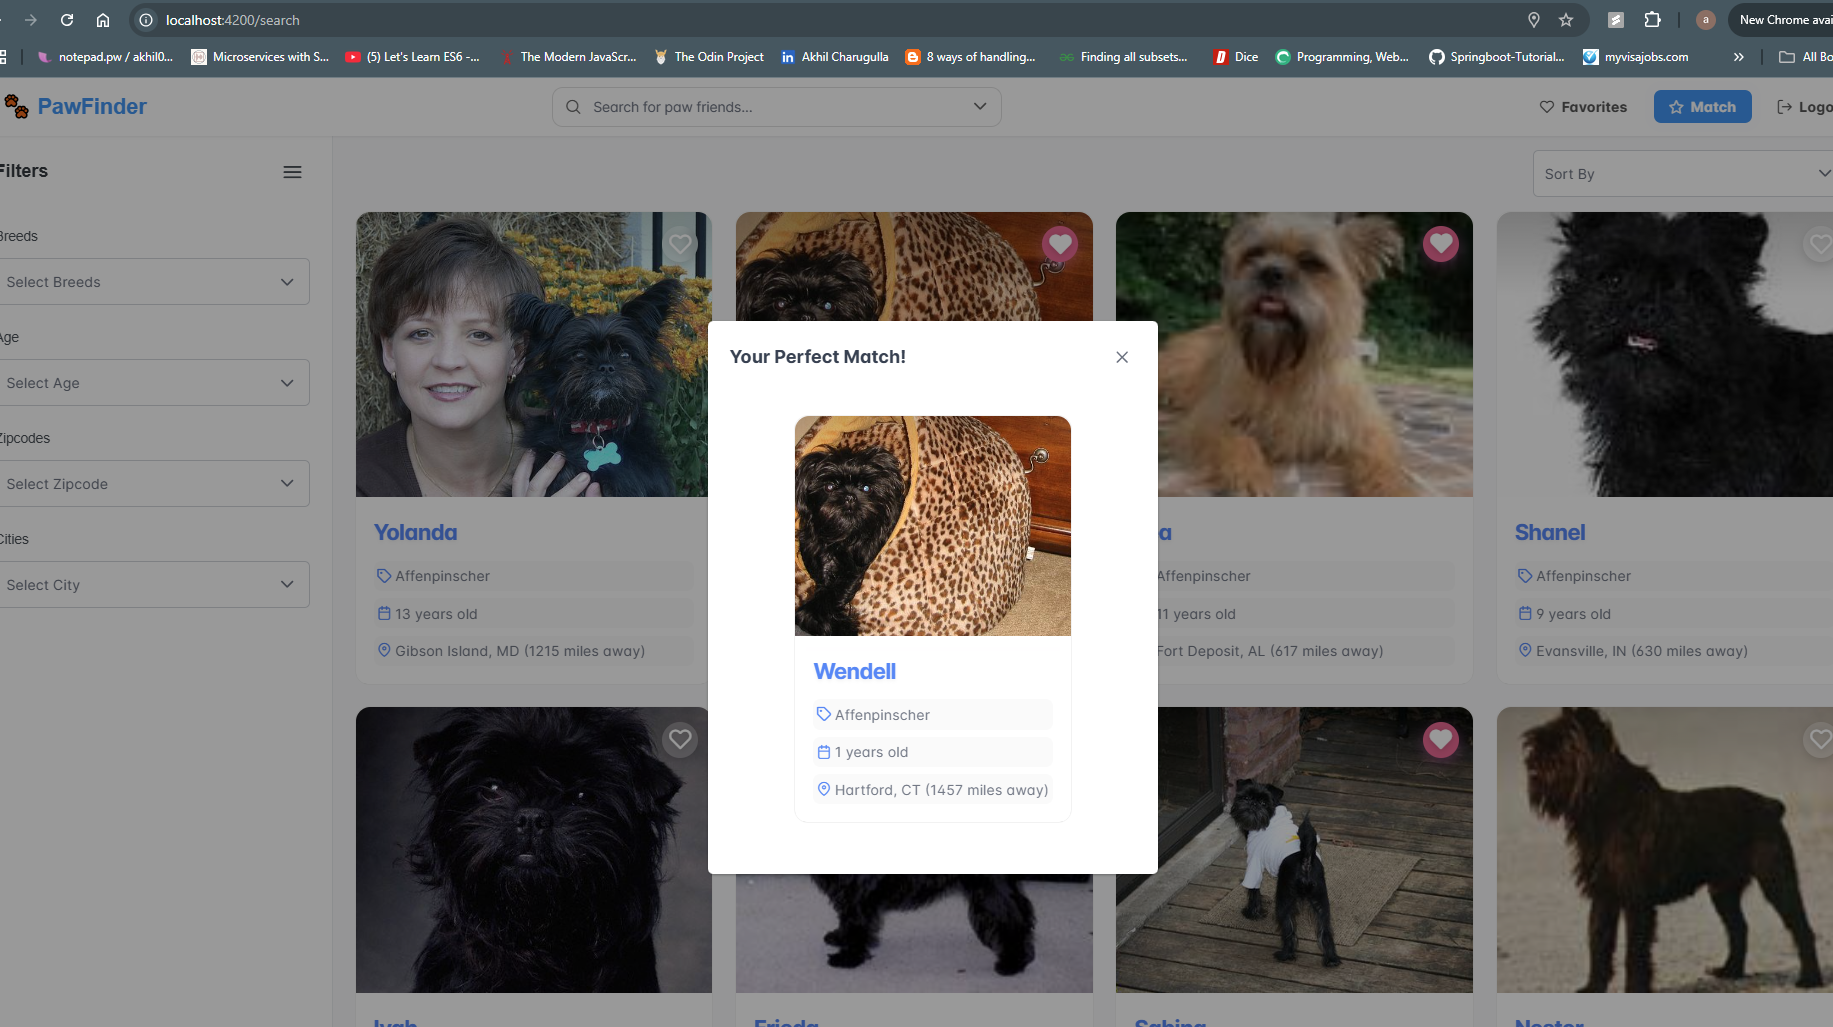 localhost:4200/search
a
New Chrome avai
notepad.pw / akhil0...
Microservices with S...
(5) Let's Learn ES6 -...
The Modern JavaScr...
The Odin Project
in Akhil Charugulla
8 ways of handling...
Finding all subsets...
D Dice
Programming, Web...
Springboot-Tutorial...
myvisajobs.com
»
All Bo
PawFinder
Search for paw friends...
Favorites
Match
Logo
Filters
Sort By
Breeds
Select Breeds
Age
Select Age
Zipcodes
Select Zipcode
Cities
Select City
Yolanda
Affenpinscher
13 years old
Gibson Island, MD (1215 miles away)
Your Perfect Match!
Wendell
Affenpinscher
1 years old
Hartford, CT (1457 miles away)
a
Affenpinscher
11 years old
Fort Deposit, AL (617 miles away)
Shanel
Affenpinscher
9 years old
Evansville, IN (630 miles away)
Frieda
Sabina
Nestor